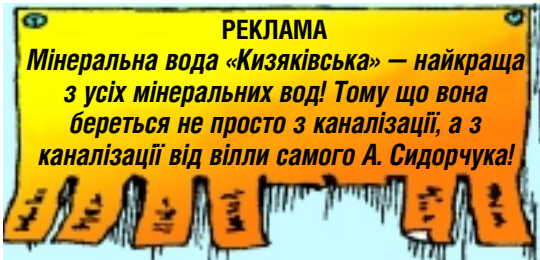 РЕКЛАМА
Мінеральна вода «Кизяківська» — найкраща
з усіх мінеральних вод! Тому що вона
береться не просто з каналізації, а з
каналізації від вілли самого А. Сидорчука!